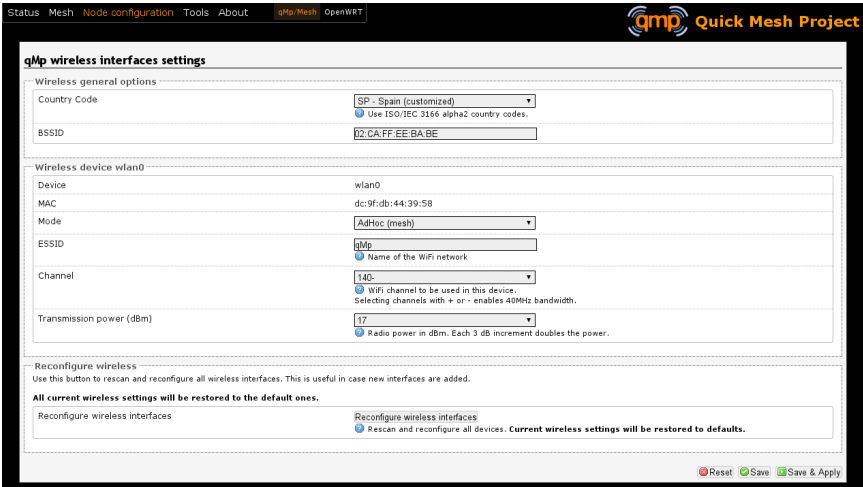 Status Mesh Node configuration Tools About qMp/Mesh OpenWRT
qmp Quick Mesh Project
qMp wireless interfaces settings
Wireless general options
Country Code
SP - Spain (customized)
Use ISO/IEC 3166 alpha2 country codes.
BSSID
02:CA:FF:EE:BA:BE
Wireless device wlan0
Device
wlan0
MAC
dc:9f:db:44:39:58
Mode
AdHoc (mesh)
ESSID
qMp
Name of the WiFi network
Channel
140-
WiFi channel to be used in this device.
Selecting channels with + or - enables 40MHz bandwidth.
Transmission power (dBm)
17
Radio power in dBm. Each 3 dB increment doubles the power.
Reconfigure wireless
Use this button to rescan and reconfigure all wireless interfaces. This is useful in case new interfaces are added.
All current wireless settings will be restored to the default ones.
Reconfigure wireless interfaces
Reconfigure wireless interfaces
Rescan and reconfigure all devices. Current wireless settings will be restored to defaults.
Reset Save Save & Apply